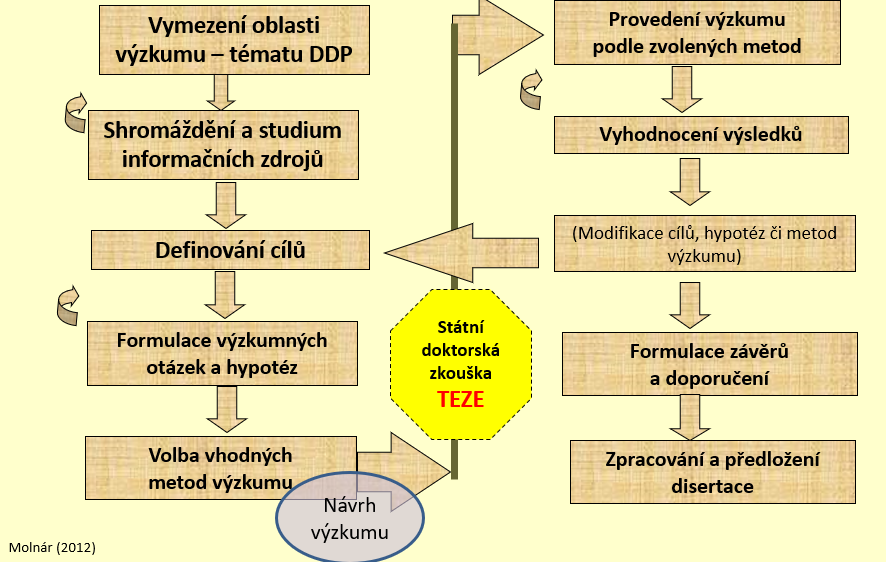 Vymezení oblasti
výzkumu – tématu DDP
Shromáždění a studium
informačních zdrojů
Definování cílů
Formulace výzkumných
otázek a hypotéz
Volba vhodných
metod výzkumu
Návrh
výzkumu
Státní
doktorská
zkouška
TEZE
Provedení výzkumu
podle zvolených metod
Vyhodnocení výsledků
(Modifikace cílů, hypotéz či metod
výzkumu)
Formulace závěrů
a doporučení
Zpracování a předložení
disertace
Molnár (2012)